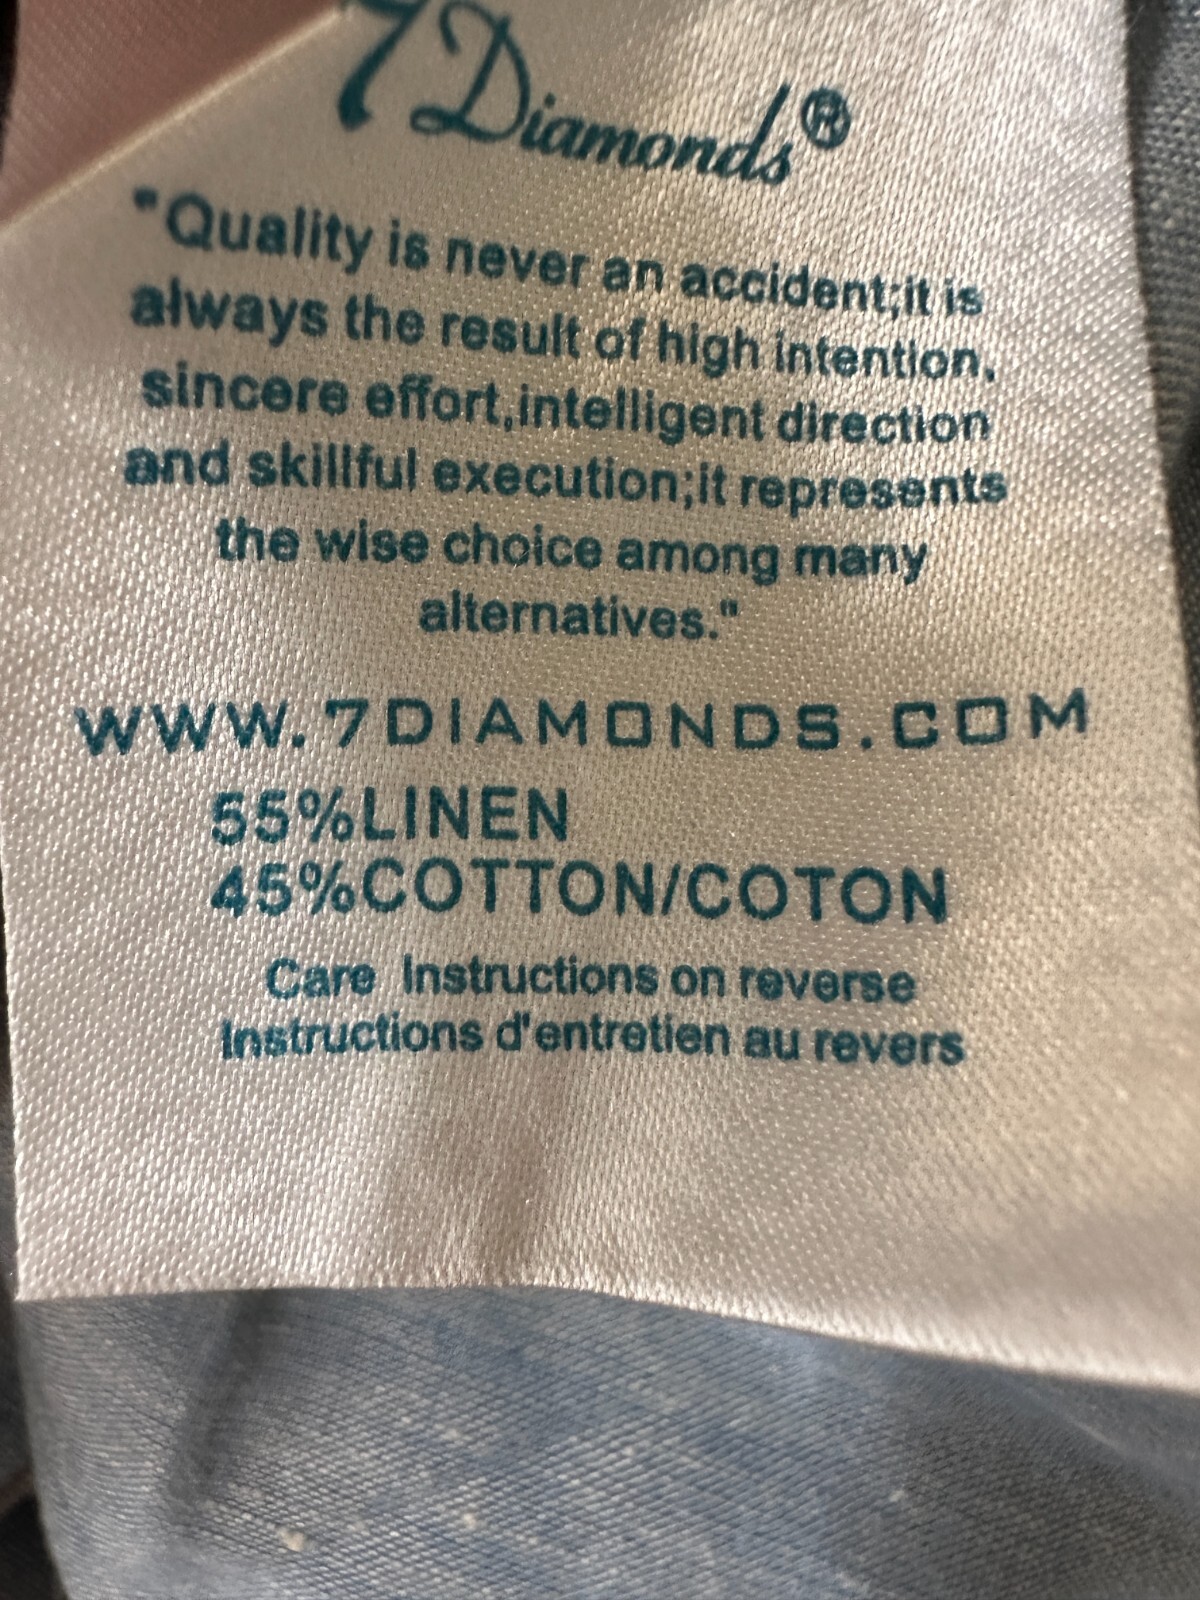 7 Diamonds®
"Quality is never an accident;it is
always the result of high intention,
sincere effort,intelligent direction
and skillful execution;it represents
the wise choice among many
alternatives."
WWW.7DIAMONDS.COM
55%LINEN
45%COTTON/COTON
Care Instructions on reverse
Instructions d'entretien au revers